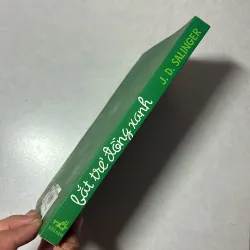 J. D. SALINGER
bắt trẻ đồng xanh